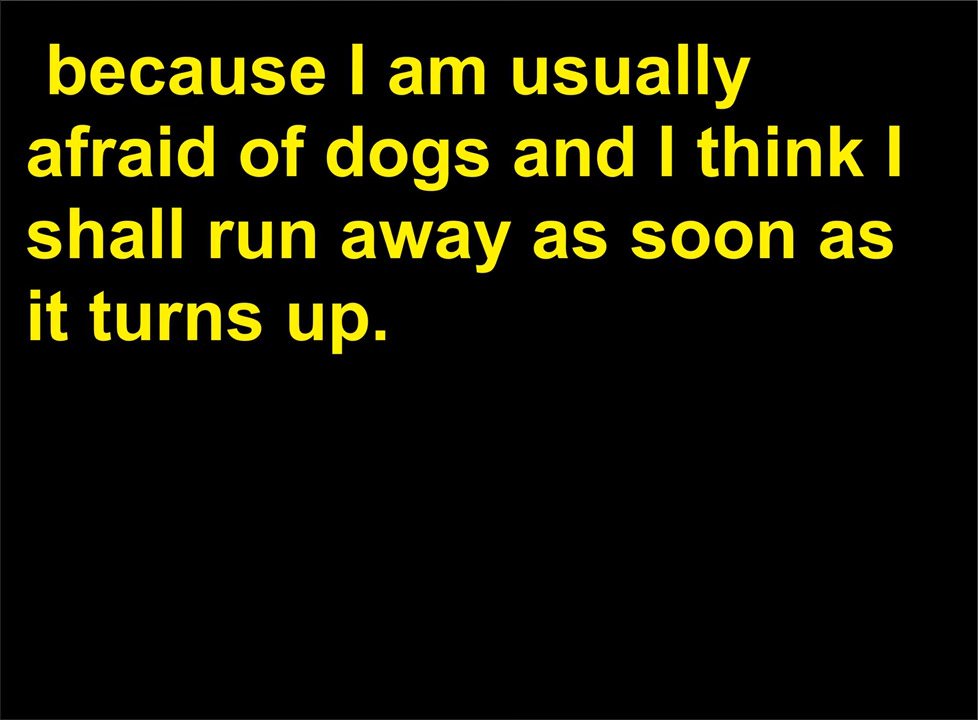 because I am usually
afraid of dogs and I think I
shall run away as soon as
it turns up.